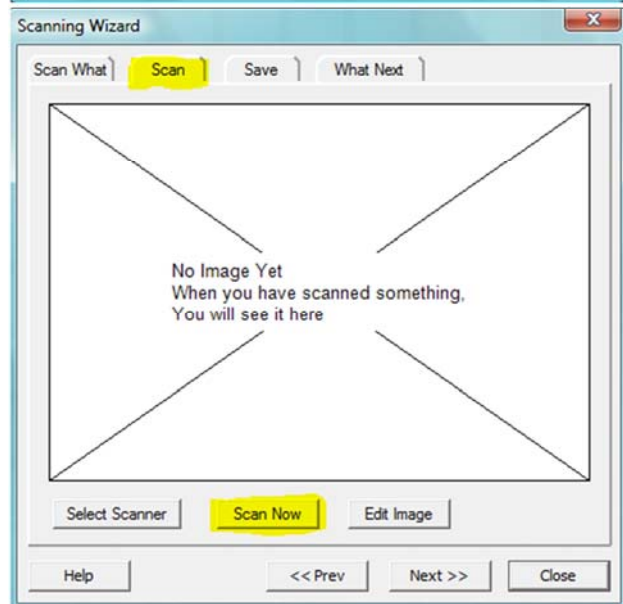 Scanning Wizard
Scan What Scan Save What Next
No Image Yet
When you have scanned something,
You will see it here
Select Scanner Scan Now Edit Image
Help << Prev Next >> Close